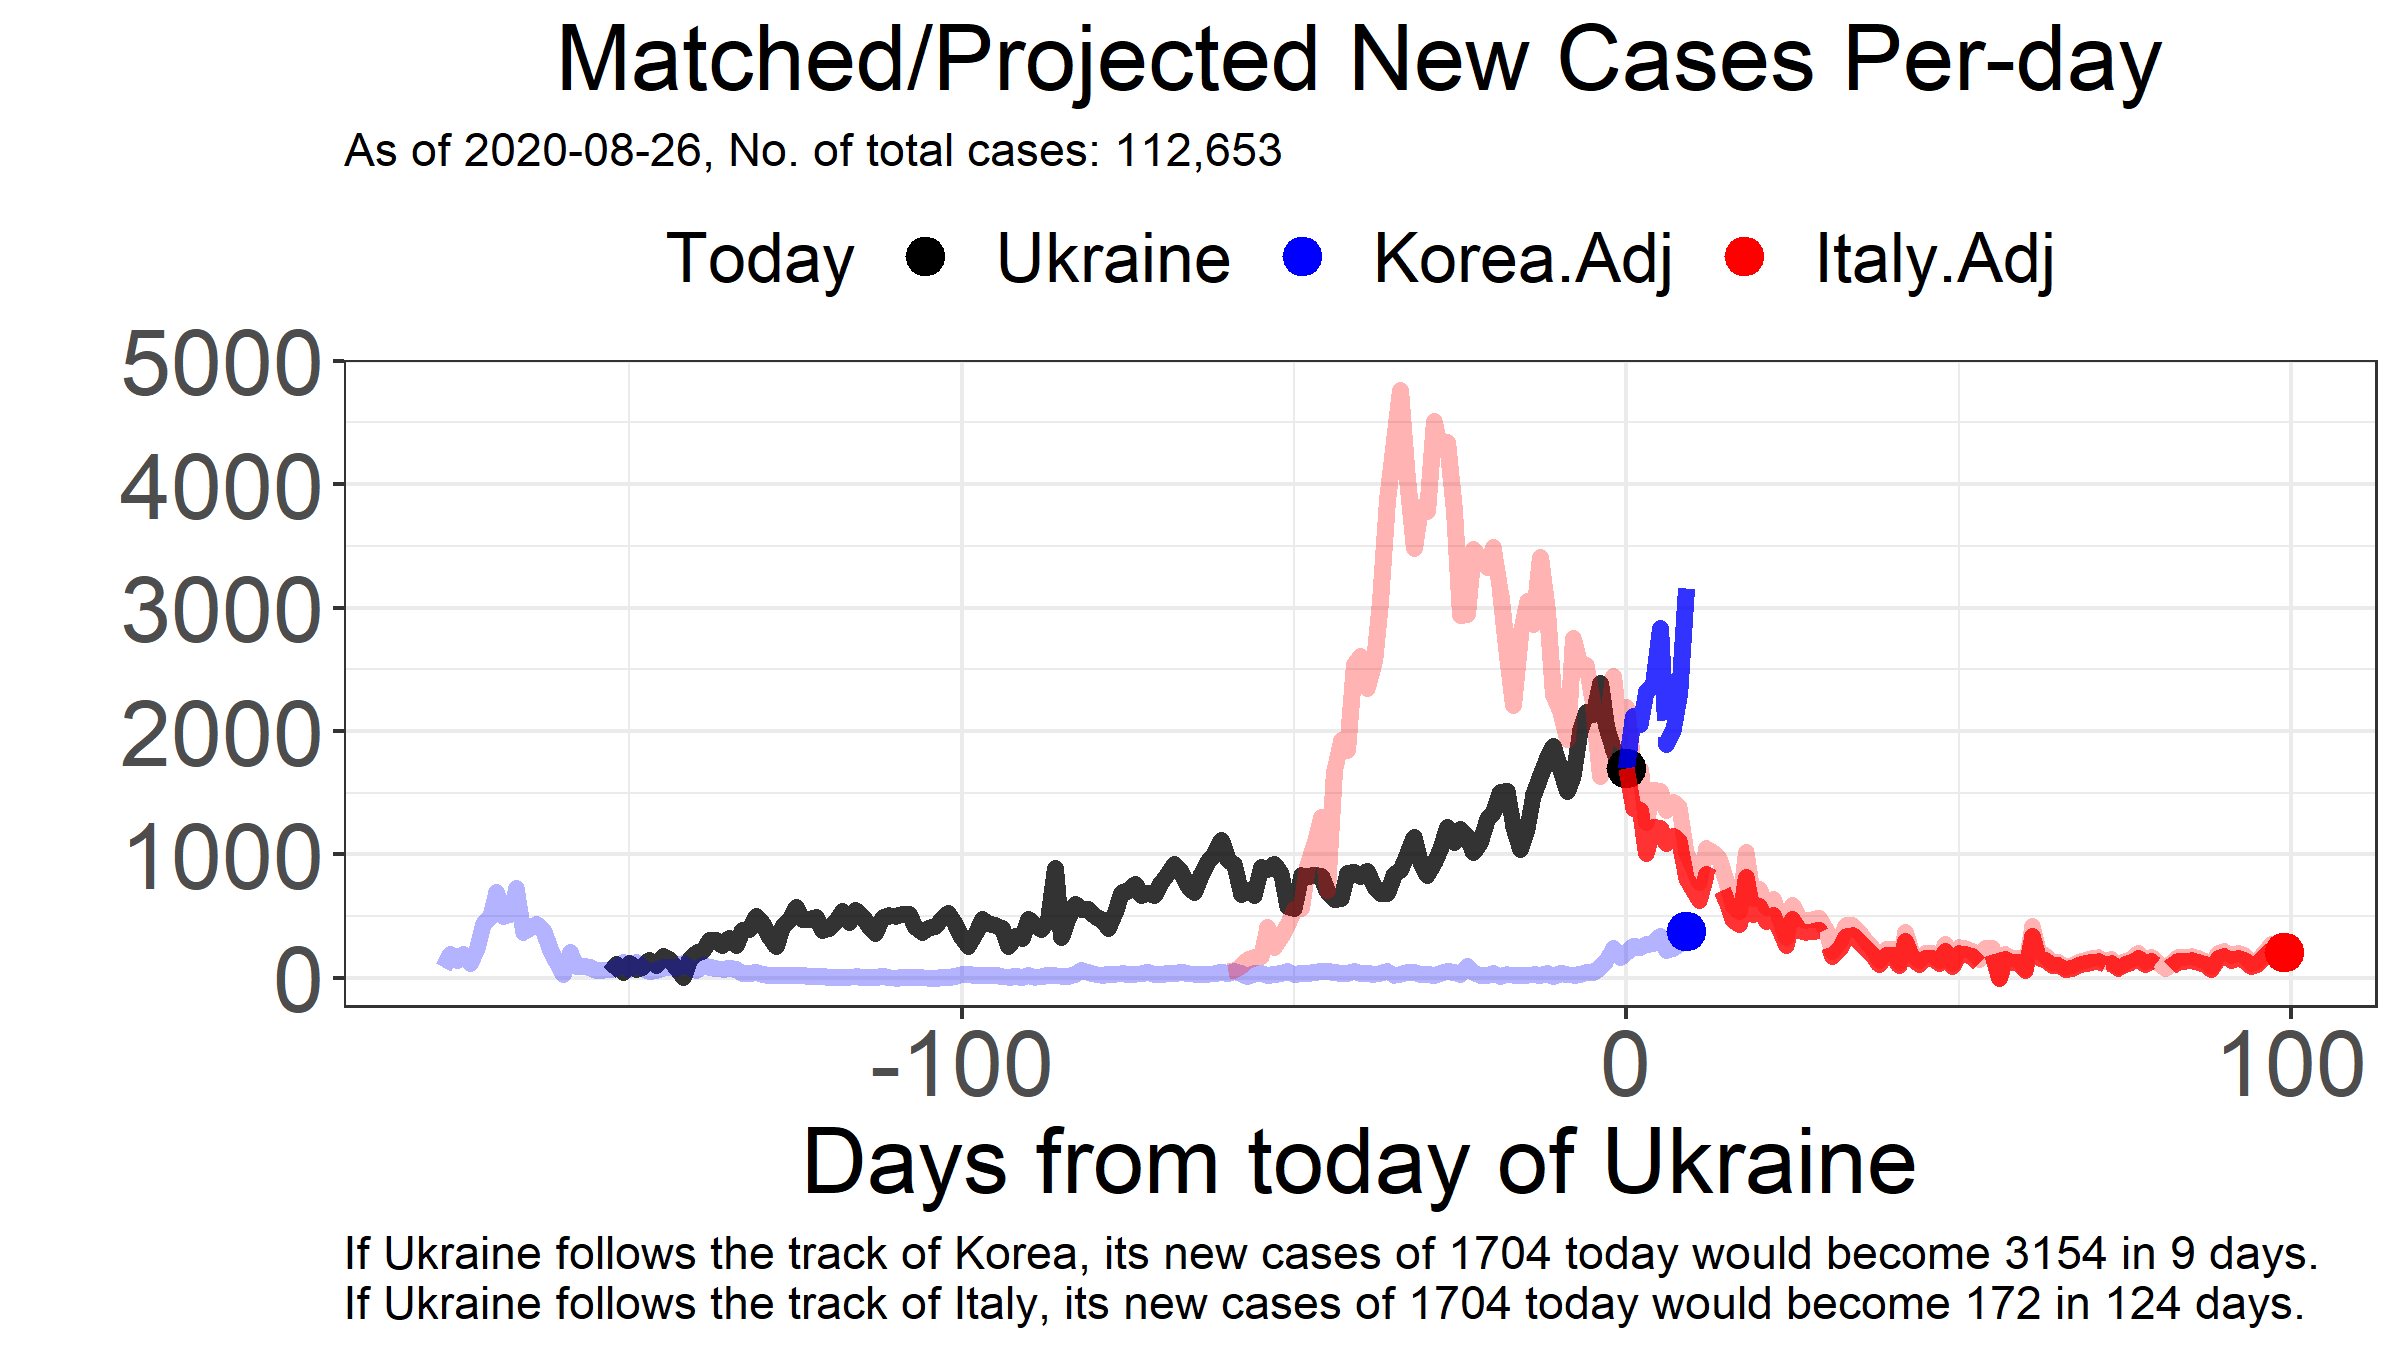 Matched/Projected New Cases Per-day
As of 2020-08-26, No. of total cases: 112,653
Today Ukraine Korea.Adj Italy.Adj
5000
4000
3000
2000
1000
0
-100 0 100
Days from today of Ukraine
If Ukraine follows the track of Korea, its new cases of 1704 today would become 3154 in 9 days.
If Ukraine follows the track of Italy, its new cases of 1704 today would become 172 in 124 days.